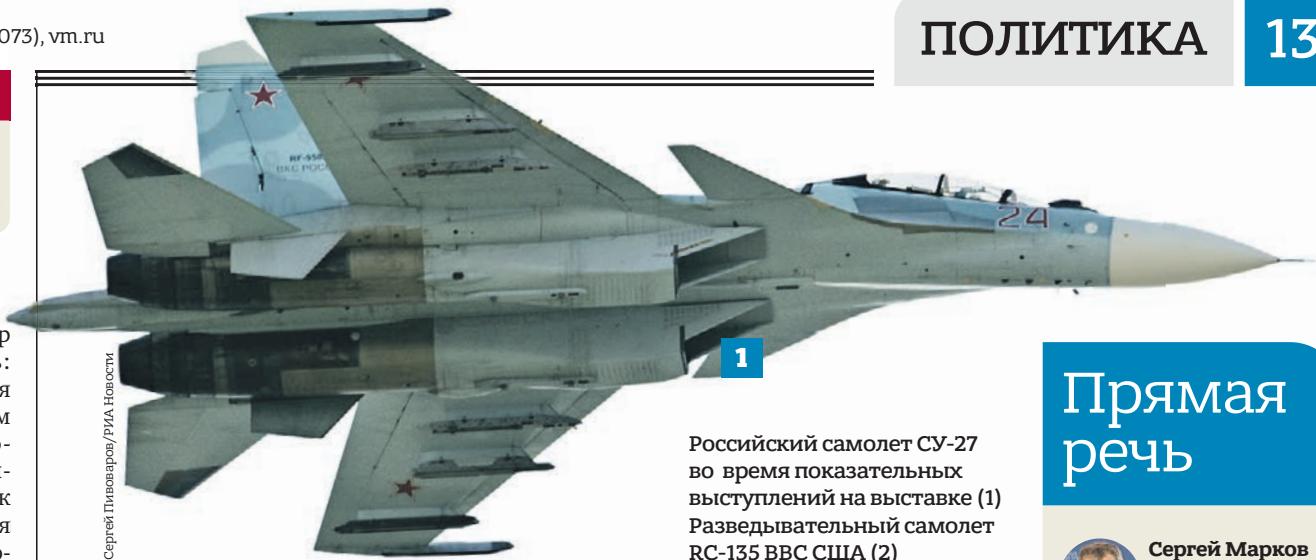 073), vm.ru
ПОЛИТИКА
13
24
1
Сергей Пивоваров/РИА Новости
Российский самолет СУ-27
во время показательных
выступлений на выставке (1)
Разведывательный самолет
RC-135 ВВС США (2)
Прямая
речь
Сергей Марков